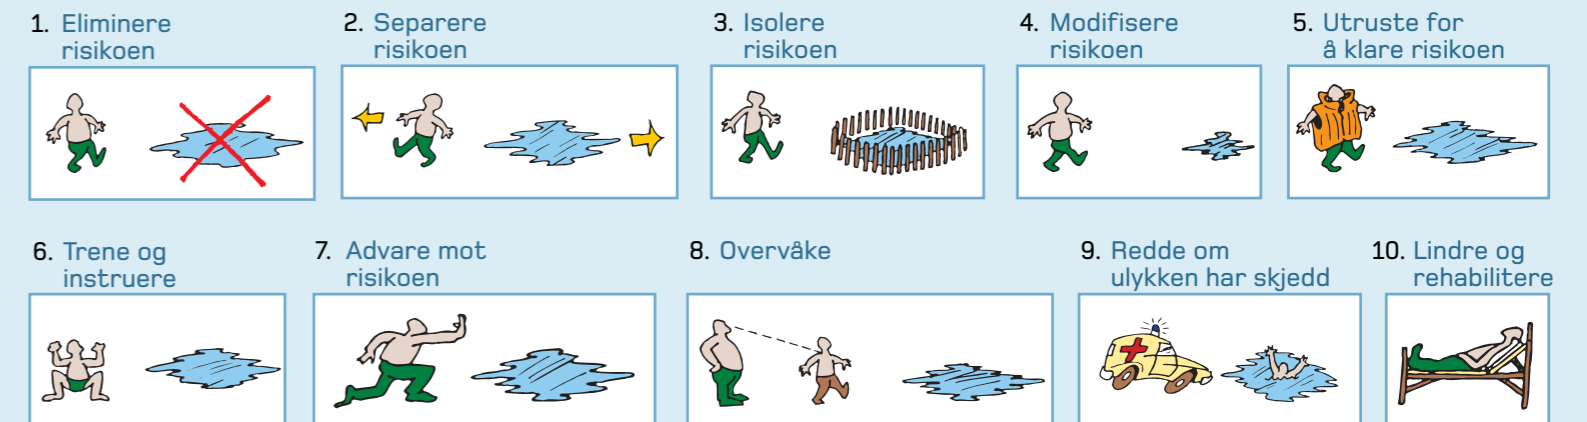 1. Eliminere
risikoen
2. Separere
risikoen
3. Isolere
risikoen
4. Modifisere
risikoen
5. Utruste for
å klare risikoen
6. Trene og
instruere
7. Advare mot
risikoen
8. Overvåke
9. Redde om
ulykken har skjedd
10. Lindre og
rehabilitere